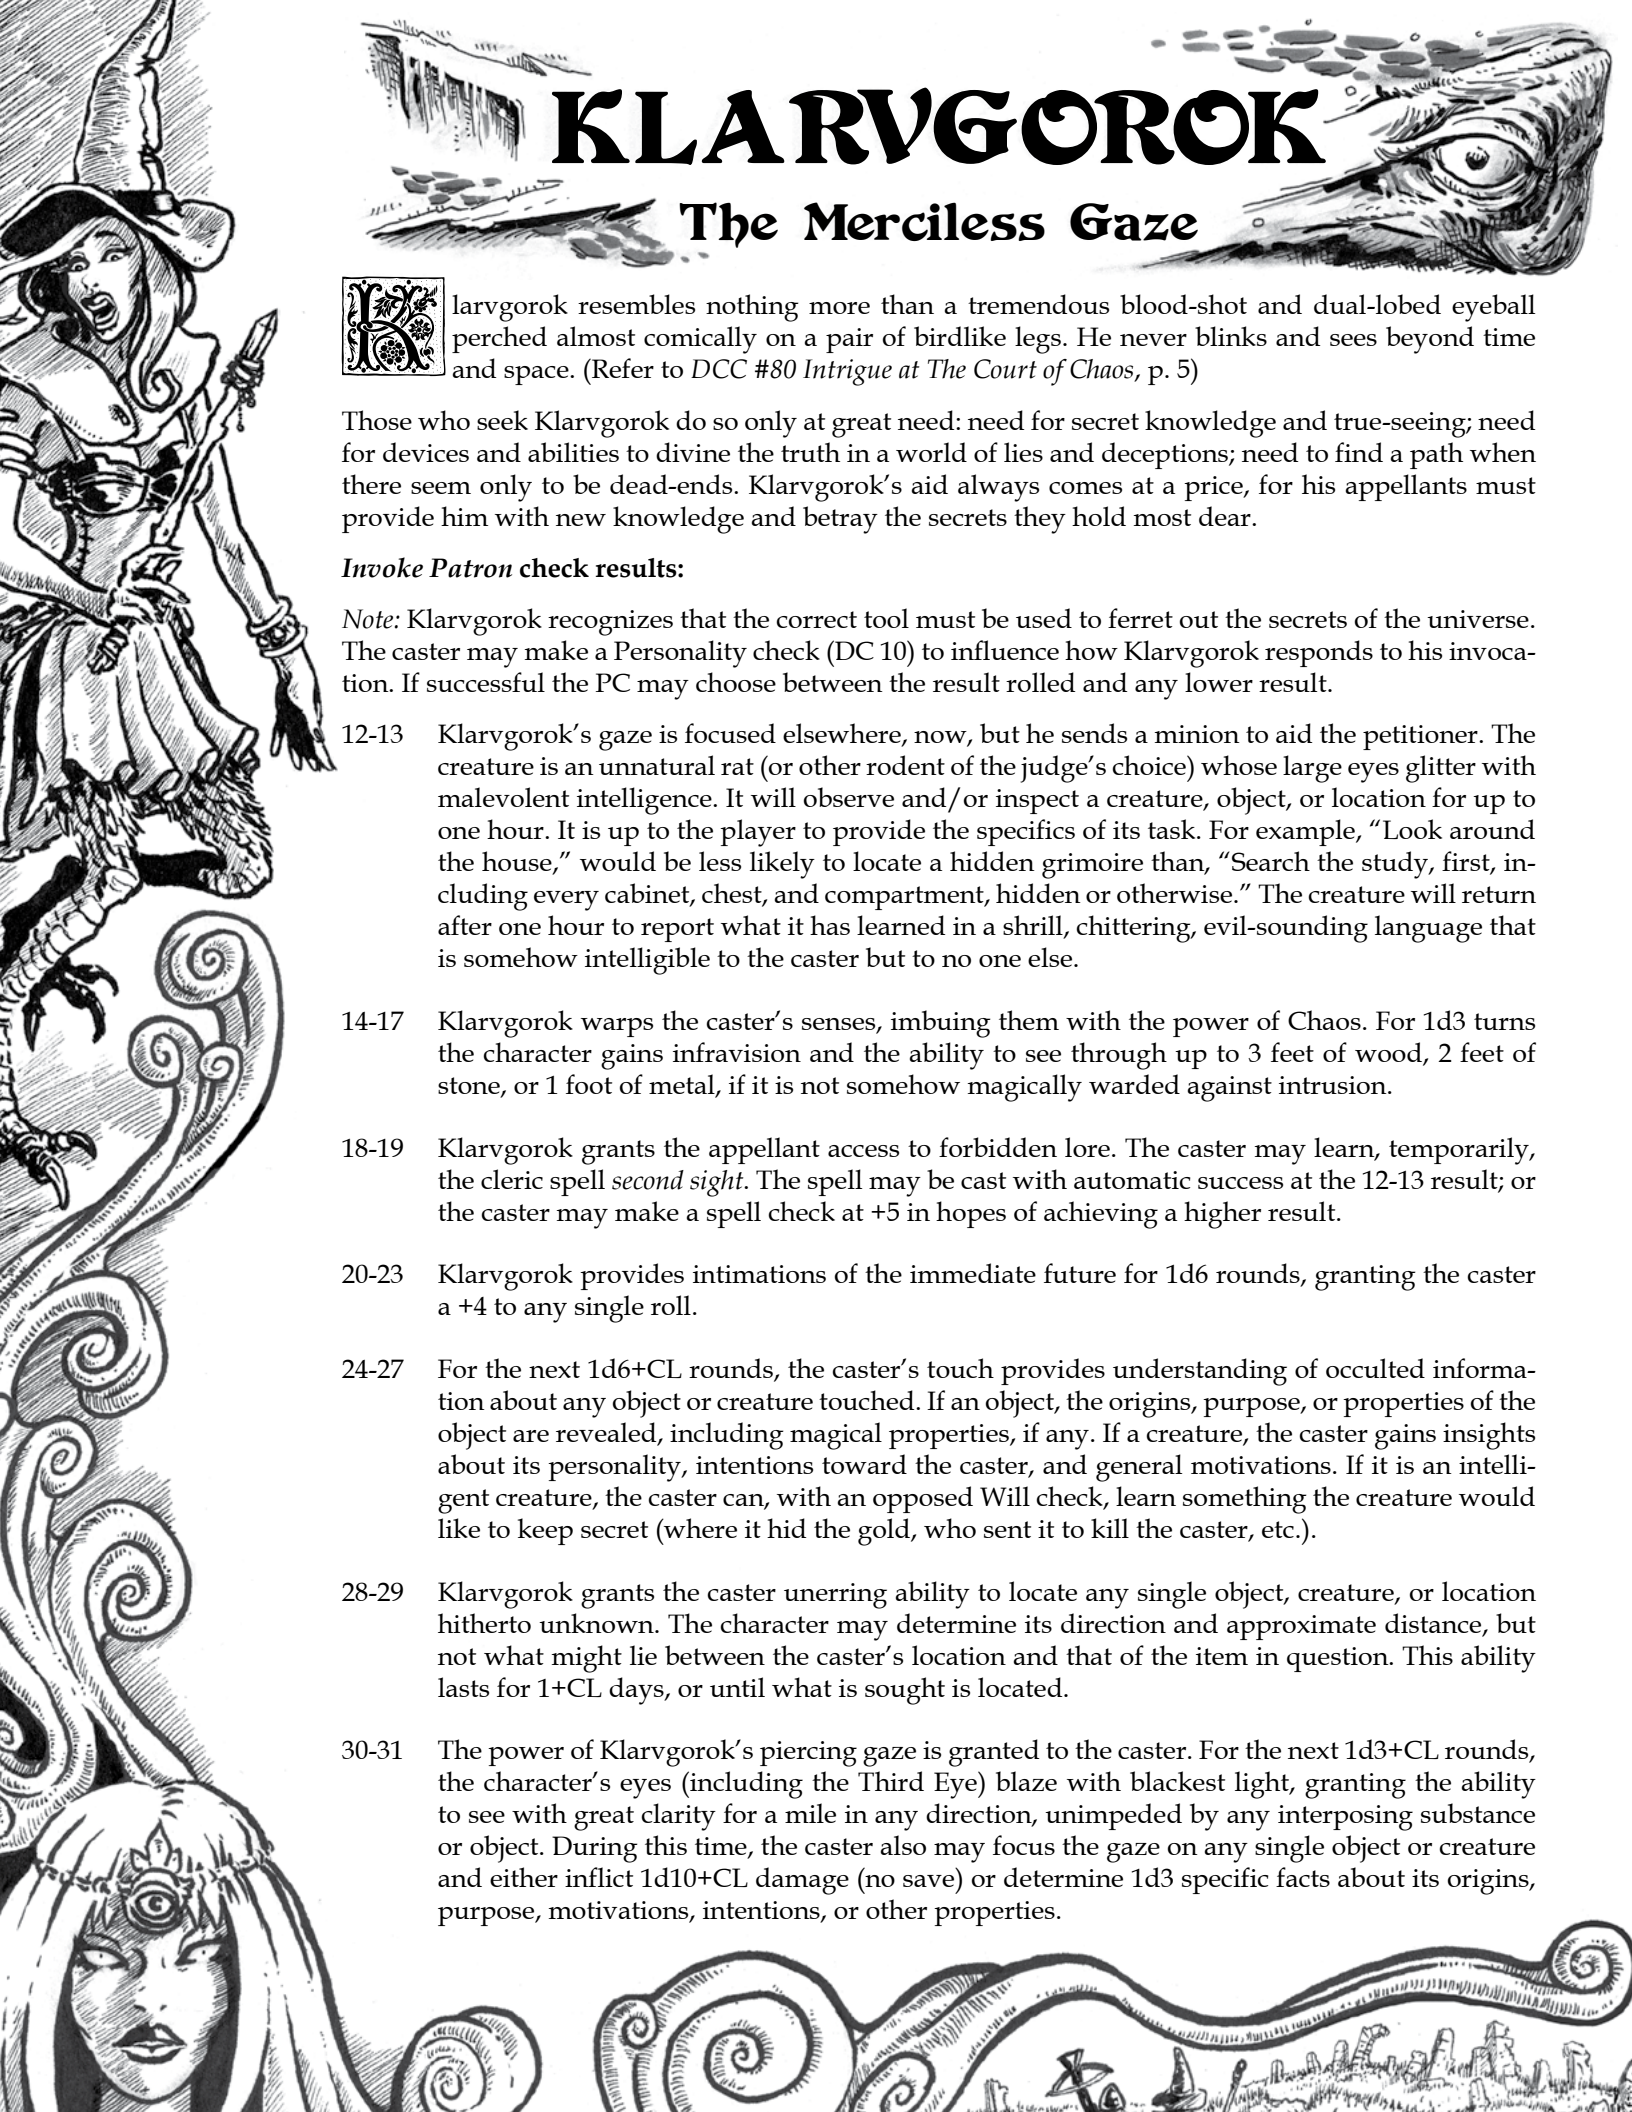 KLARVGOROK
The Merciless Gaze
Klarvgorok resembles nothing more than a tremendous blood-shot and dual-lobed eyeball
perched almost comically on a pair of birdlike legs. He never blinks and sees beyond time
and space. (Refer to DCC #80 Intrigue at The Court of Chaos, p. 5)
Those who seek Klarvgorok do so only at great need: need for secret knowledge and true-seeing; need
for devices and abilities to divine the truth in a world of lies and deceptions; need to find a path when
there seem only to be dead-ends. Klarvgorok’s aid always comes at a price, for his appellants must
provide him with new knowledge and betray the secrets they hold most dear.
Invoke Patron check results:
Note: Klarvgorok recognizes that the correct tool must be used to ferret out the secrets of the universe.
The caster may make a Personality check (DC 10) to influence how Klarvgorok responds to his invoca-
tion. If successful the PC may choose between the result rolled and any lower result.
12-13 Klarvgorok’s gaze is focused elsewhere, now, but he sends a minion to aid the petitioner. The
creature is an unnatural rat (or other rodent of the judge’s choice) whose large eyes glitter with
malevolent intelligence. It will observe and/or inspect a creature, object, or location for up to
one hour. It is up to the player to provide the specifics of its task. For example, “Look around
the house,” would be less likely to locate a hidden grimoire than, “Search the study, first, in-
cluding every cabinet, chest, and compartment, hidden or otherwise.” The creature will return
after one hour to report what it has learned in a shrill, chittering, evil-sounding language that
is somehow intelligible to the caster but to no one else.
14-17 Klarvgorok warps the caster’s senses, imbuing them with the power of Chaos. For 1d3 turns
the character gains infravision and the ability to see through up to 3 feet of wood, 2 feet of
stone, or 1 foot of metal, if it is not somehow magically warded against intrusion.
18-19 Klarvgorok grants the appellant access to forbidden lore. The caster may learn, temporarily,
the cleric spell second sight. The spell may be cast with automatic success at the 12-13 result; or
the caster may make a spell check at +5 in hopes of achieving a higher result.
20-23 Klarvgorok provides intimations of the immediate future for 1d6 rounds, granting the caster
a +4 to any single roll.
24-27 For the next 1d6+CL rounds, the caster’s touch provides understanding of occulted informa-
tion about any object or creature touched. If an object, the origins, purpose, or properties of the
object are revealed, including magical properties, if any. If a creature, the caster gains insights
about its personality, intentions toward the caster, and general motivations. If it is an intelli-
gent creature, the caster can, with an opposed Will check, learn something the creature would
like to keep secret (where it hid the gold, who sent it to kill the caster, etc.).
28-29 Klarvgorok grants the caster unerring ability to locate any single object, creature, or location
hitherto unknown. The character may determine its direction and approximate distance, but
not what might lie between the caster’s location and that of the item in question. This ability
lasts for 1+CL days, or until what is sought is located.
30-31 The power of Klarvgorok’s piercing gaze is granted to the caster. For the next 1d3+CL rounds,
the character’s eyes (including the Third Eye) blaze with blackest light, granting the ability
to see with great clarity for a mile in any direction, unimpeded by any interposing substance
or object. During this time, the caster also may focus the gaze on any single object or creature
and either inflict 1d10+CL damage (no save) or determine 1d3 specific facts about its origins,
purpose, motivations, intentions, or other properties.